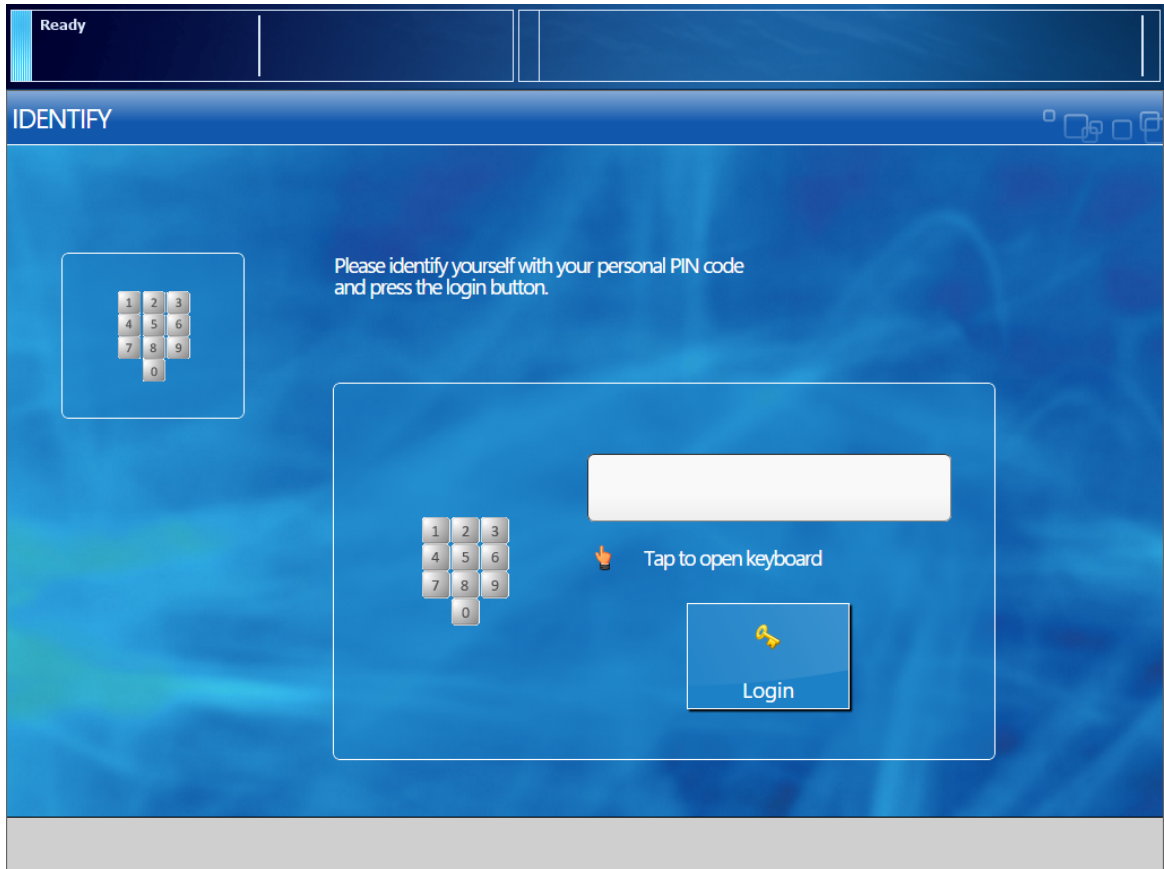 Ready
IDENTIFY
Please identify yourself with your personal PIN code
and press the login button.
1 2 3
4 5 6
7 8 9
0
1 2 3
4 5 6
7 8 9
0
Tap to open keyboard
Login